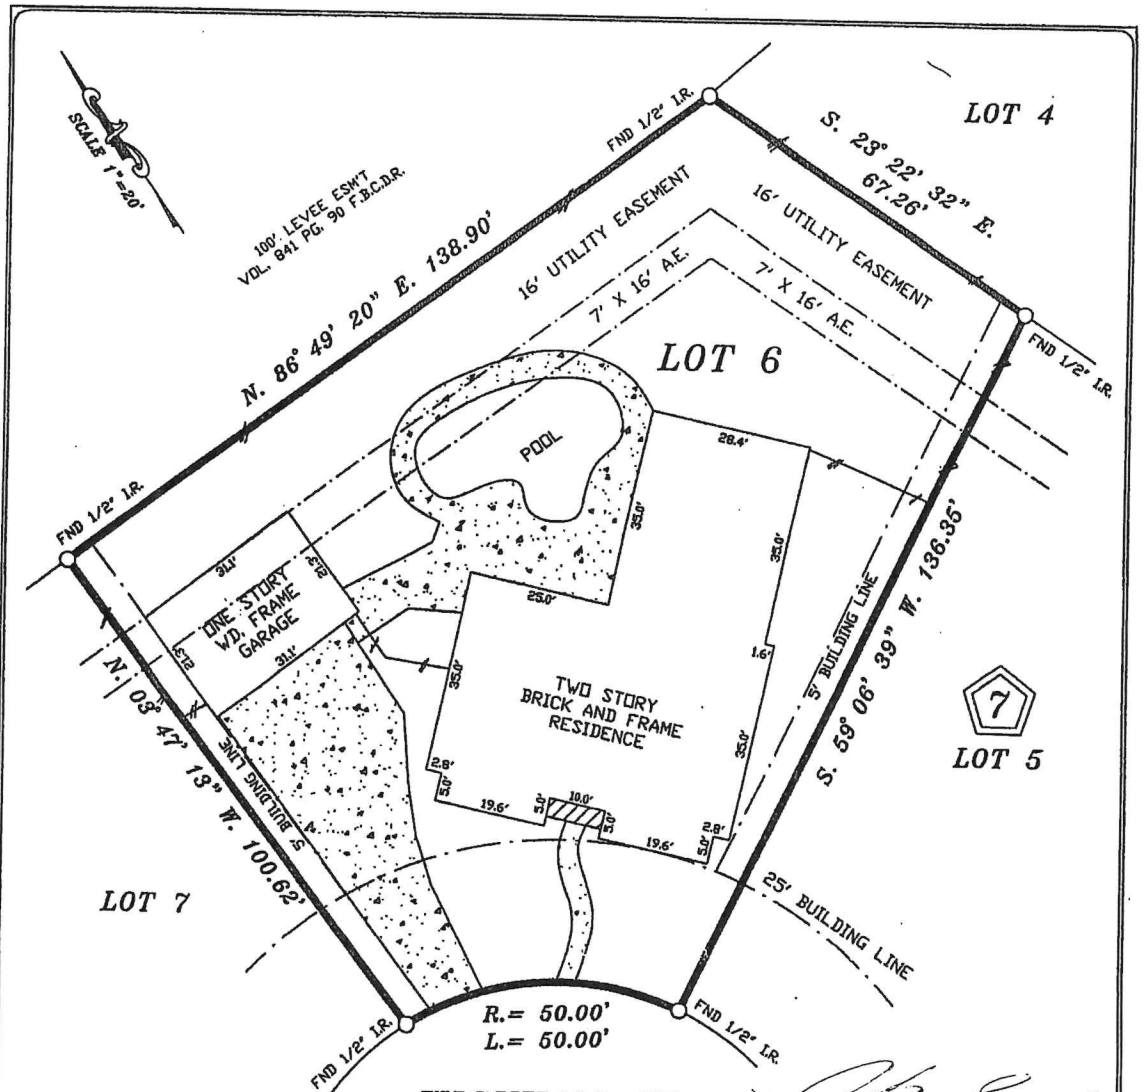 SCALE 1"=20'
100' LEVEE ESM'T
VOL. 841 PG. 90 F.B.C.D.R.
FND 1/2" I.R.
LOT 4
S. 23° 22' 32" E.
67.26'
N. 86° 49' 20" E. 138.90'
16' UTILITY EASEMENT
16' UTILITY EASEMENT
7' X 16' A.E.
7' X 16' A.E.
LOT 6
FND 1/2" I.R.
POOL
28.4'
35.0'
35.0'
FND 1/2" I.R.
31.1'
21.3'
ONE STORY
WD. FRAME
GARAGE
21.3'
31.1'
25.0'
35.0'
1.6'
TWO STORY
BRICK AND FRAME
RESIDENCE
35.0'
5' BUILDING LINE
S. 59° 06' 39" W. 136.35'
7
LOT 5
N. 03° 47' 13" W. 100.62'
5' BUILDING LINE
2.8'
5.0'
19.6'
5.0'
10.0'
5.0'
19.6'
2.8'
5.0'
LOT 7
25' BUILDING LINE
R.= 50.00'
L.= 50.00'
FND 1/2" I.R.
FND 1/2" I.R.